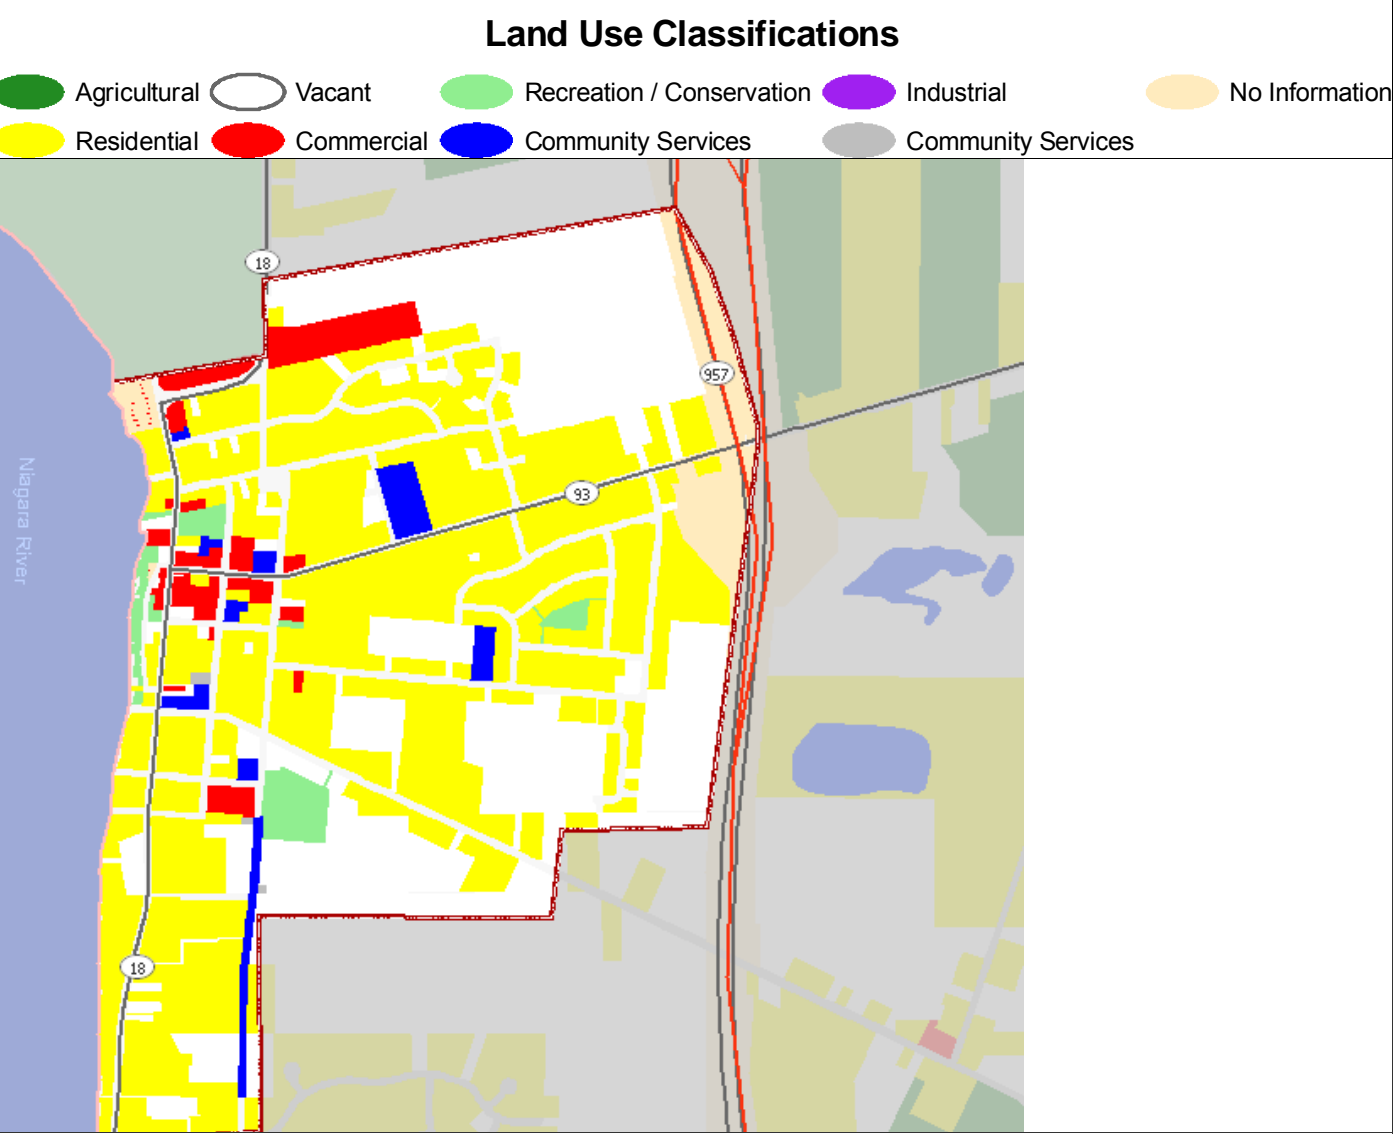 Land Use Classifications
Agricultural Vacant Recreation / Conservation Industrial No Information
Residential Commercial Community Services Community Services
18
957
93
Niagara River
18